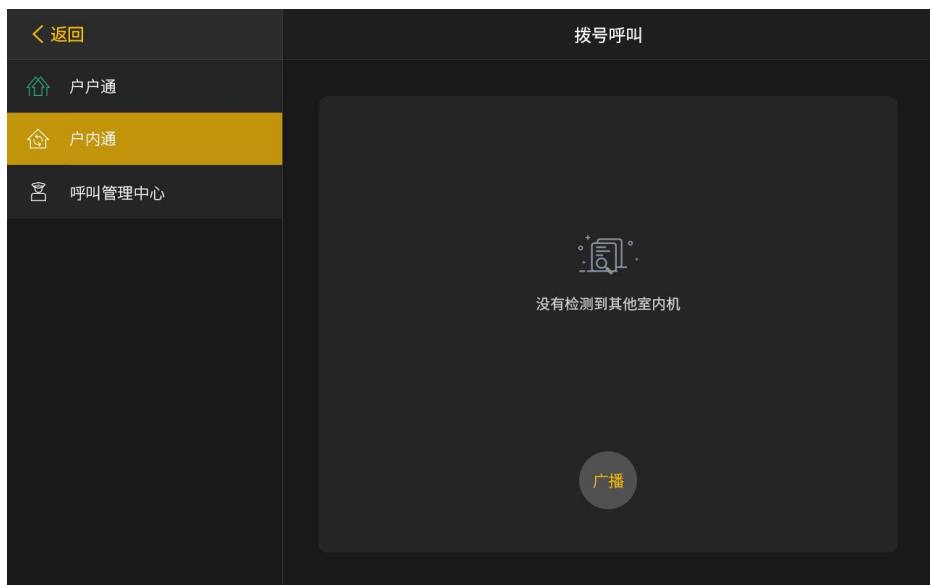 返回
拨号呼叫
户户通
户内通
呼叫管理中心
没有检测到其他室内机
广播